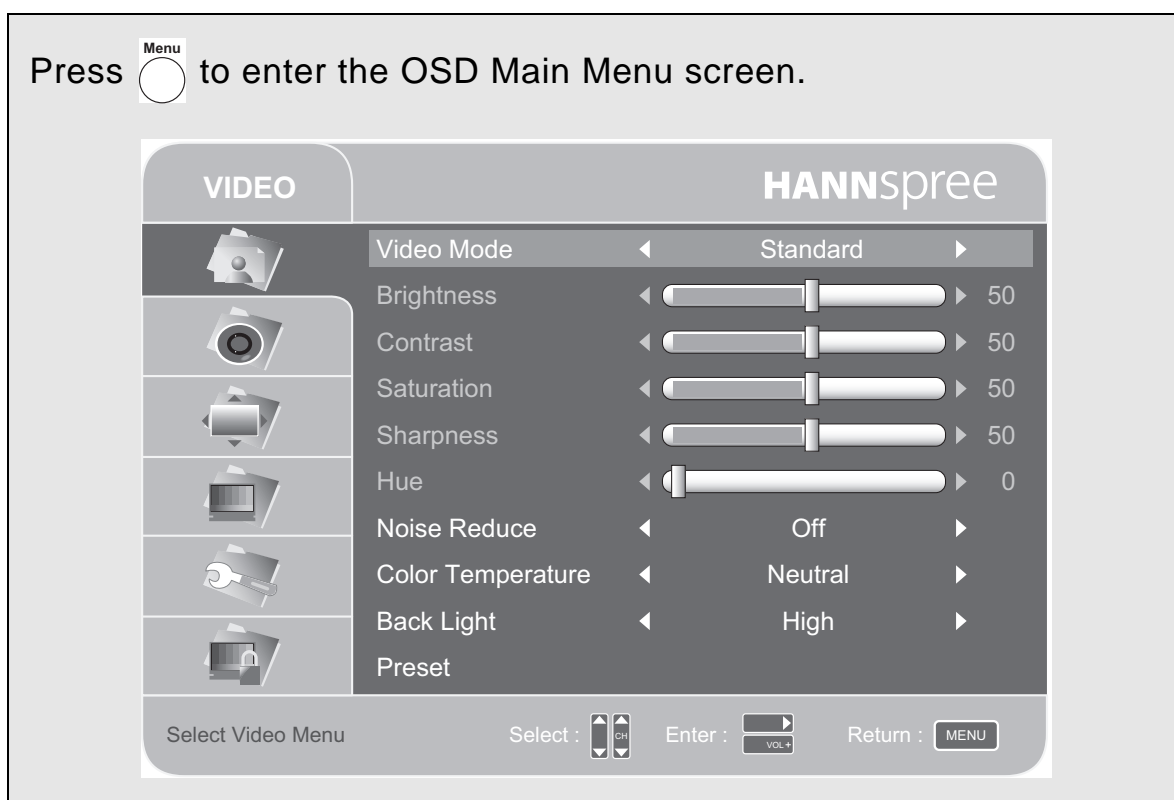 Menu
Press to enter the OSD Main Menu screen.
VIDEO HANNspree
Video Mode Standard
Brightness 50
Contrast 50
Saturation 50
Sharpness 50
Hue 0
Noise Reduce Off
Color Temperature Neutral
Back Light High
Preset
Select Video Menu Select : CH Enter : VOL+ Return : MENU